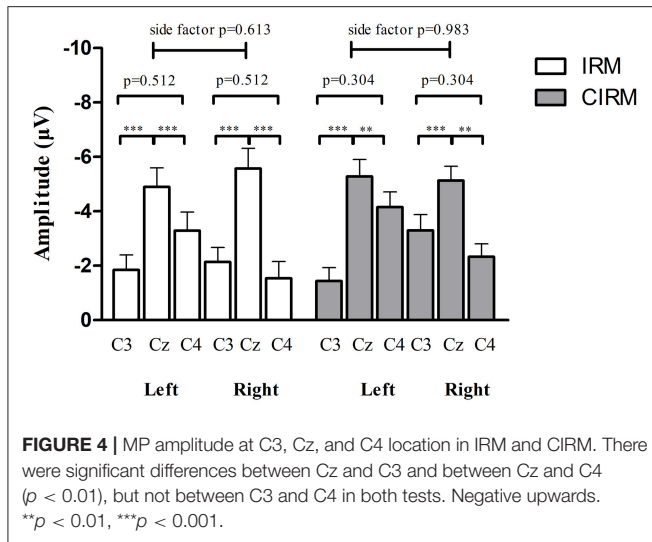 side factor p=0.613 side factor p=0.983
p=0.512 p=0.512 p=0.304 p=0.304
*** *** *** *** *** ** *** **
IRM
CIRM
Amplitude (µV)
-10
-8
-6
-4
-2
0
C3 Cz C4 C3 Cz C4 C3 Cz C4 C3 Cz C4
Left Right Left Right
FIGURE 4 | MP amplitude at C3, Cz, and C4 location in IRM and CIRM. There
were significant differences between Cz and C3 and between Cz and C4
(p < 0.01), but not between C3 and C4 in both tests. Negative upwards.
**p < 0.01, ***p < 0.001.